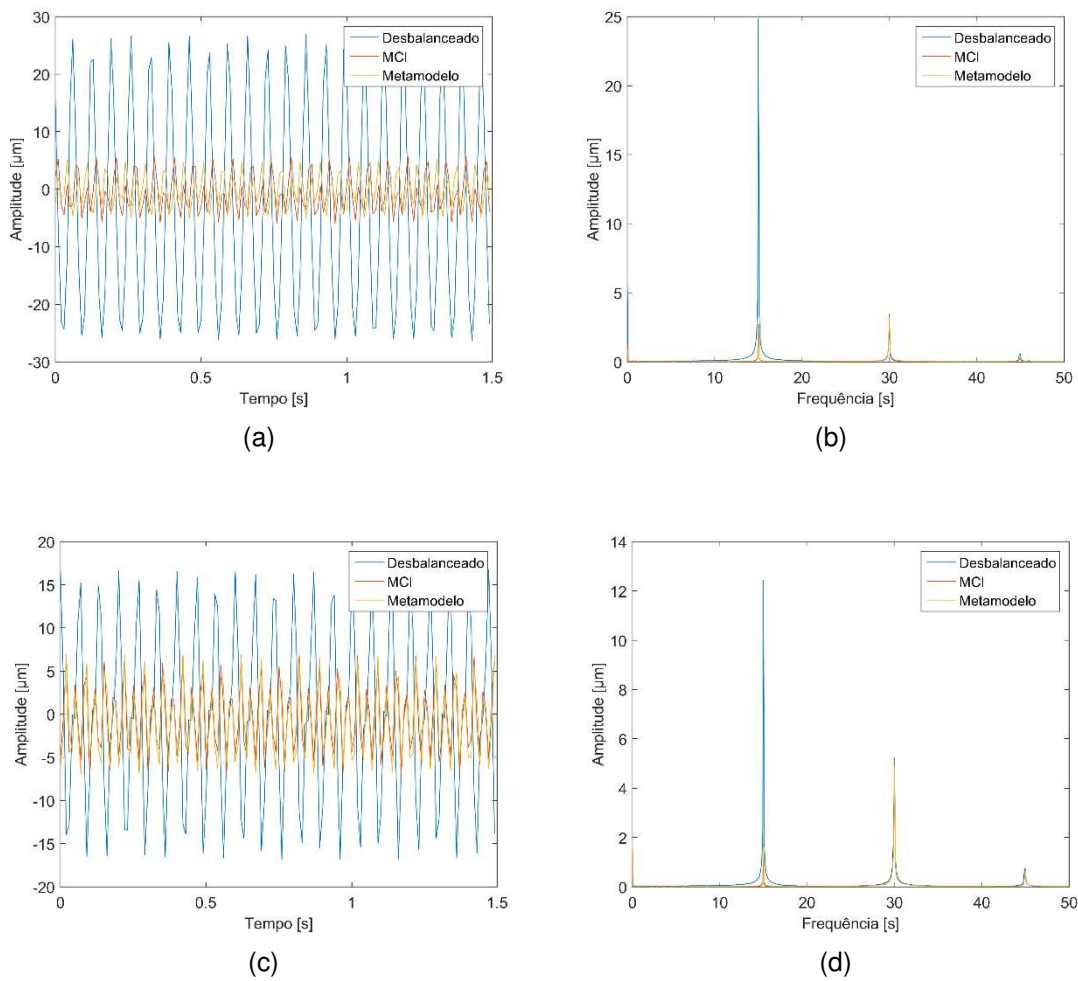 30
20
10
0
-10
-20
-30
Amplitude [µm]
0
0.5
1
1.5
Tempo [s]
Desbalanceado
MCI
Metamodelo
(a)
25
20
15
10
5
0
Amplitude [µm]
0
10
20
30
40
50
Frequência [s]
Desbalanceado
MCI
Metamodelo
(b)
20
15
10
5
0
-5
-10
-15
-20
Amplitude [µm]
0
0.5
1
1.5
Tempo [s]
Desbalanceado
MCI
Metamodelo
(c)
14
12
10
8
6
4
2
0
Amplitude [µm]
0
10
20
30
40
50
Frequência [s]
Desbalanceado
MCI
Metamodelo
(d)